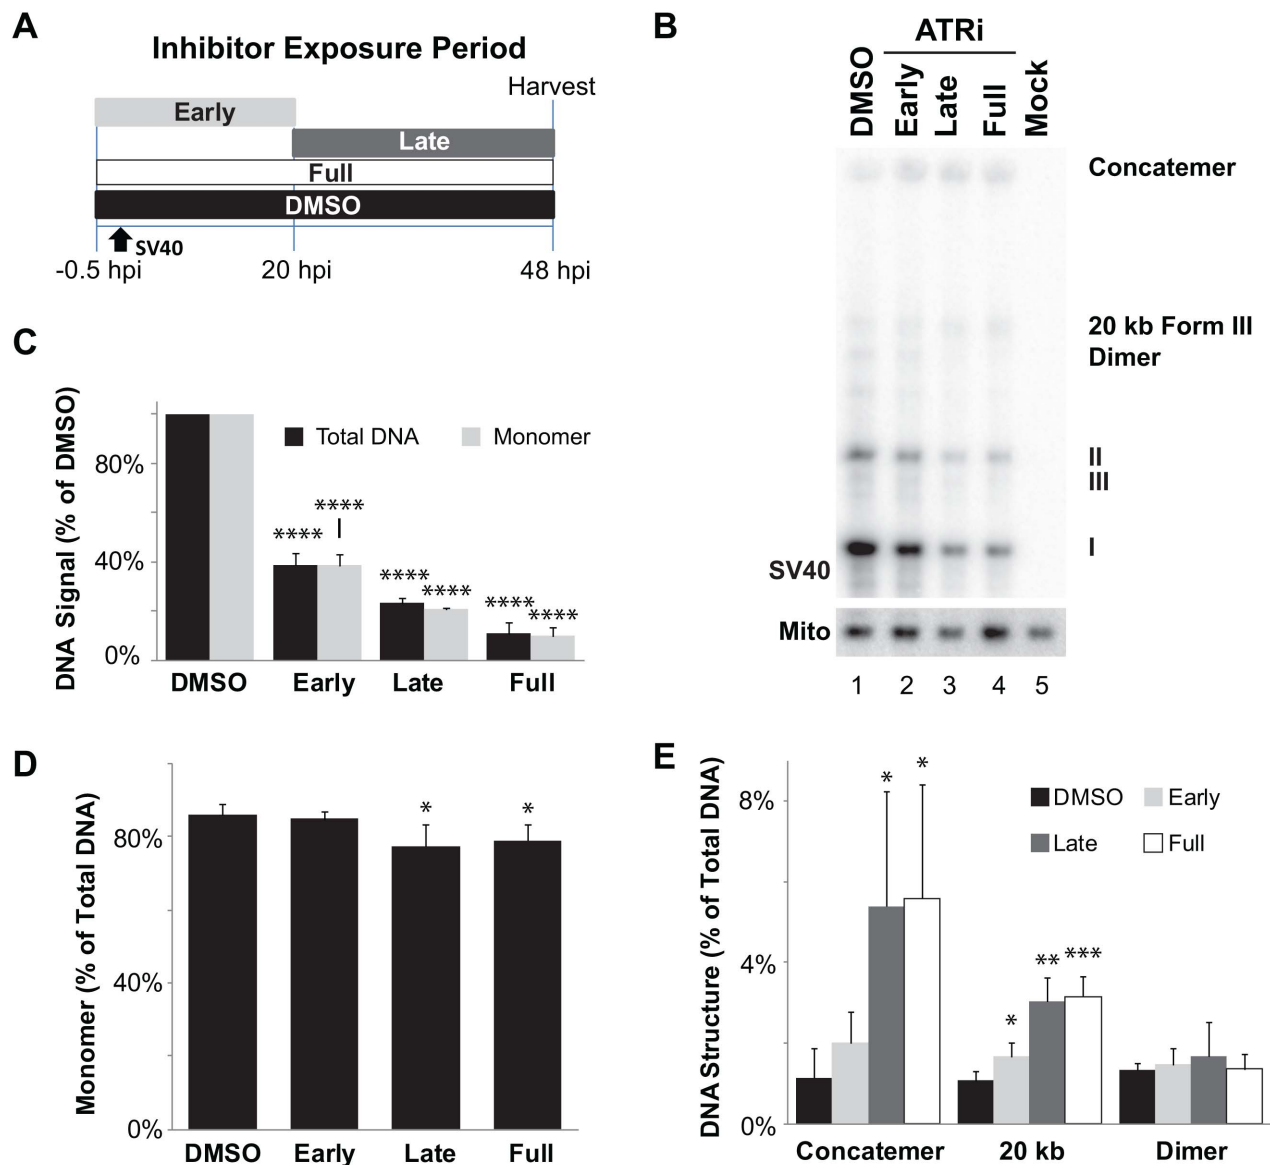 A
Inhibitor Exposure Period
Harvest
Early
Late
Full
DMSO
SV40
-0.5 hpi 20 hpi 48 hpi
B
ATRi
DMSO Early Late Full Mock
Concatemer
20 kb Form III
Dimer
II
III
I
SV40
Mito
1 2 3 4 5
C
DNA Signal (% of DMSO)
Total DNA Monomer
80%
40%
0%
****
****
****
****
****
****
DMSO Early Late Full
D
Monomer (% of Total DNA)
80%
40%
0%
* *
DMSO Early Late Full
E
DNA Structure (% of Total DNA)
DMSO Early
Late Full
8%
4%
0%
* *
* ** ***
Concatemer 20 kb Dimer